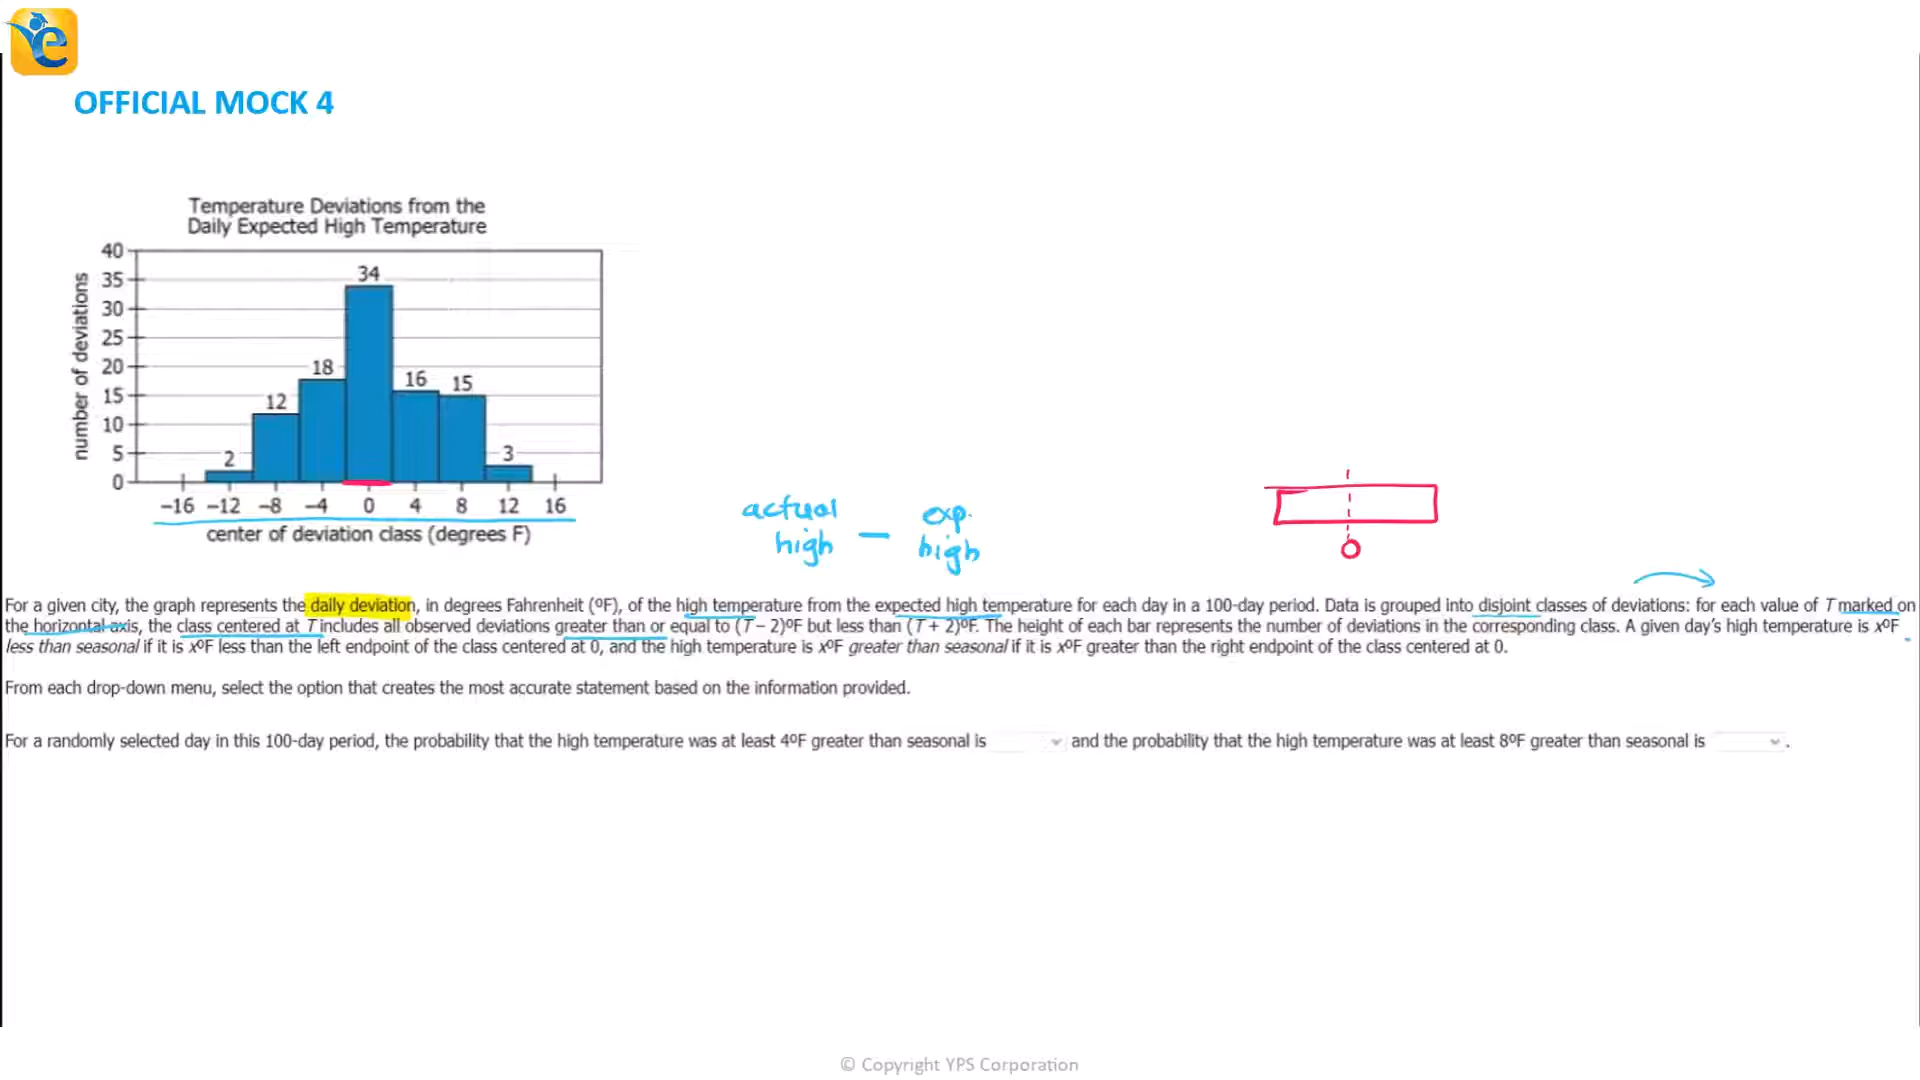 e
OFFICIAL MOCK 4
Temperature Deviations from the
Daily Expected High Temperature
number of deviations
40
35
30
25
20
15
10
5
0
2
12
18
34
16
15
3
−16 −12 −8 −4 0 4 8 12 16
center of deviation class (degrees F)
actual high − exp. high
0
For a given city, the graph represents the daily deviation, in degrees Fahrenheit (ºF), of the high temperature from the expected high temperature for each day in a 100-day period. Data is grouped into disjoint classes of deviations: for each value of T marked on
the horizontal axis, the class centered at T includes all observed deviations greater than or equal to (T − 2)ºF but less than (T + 2)ºF. The height of each bar represents the number of deviations in the corresponding class. A given day's high temperature is xºF
less than seasonal if it is xºF less than the left endpoint of the class centered at 0, and the high temperature is xºF greater than seasonal if it is xºF greater than the right endpoint of the class centered at 0.
From each drop-down menu, select the option that creates the most accurate statement based on the information provided.
For a randomly selected day in this 100-day period, the probability that the high temperature was at least 4ºF greater than seasonal is and the probability that the high temperature was at least 8ºF greater than seasonal is .
© Copyright YPS Corporation